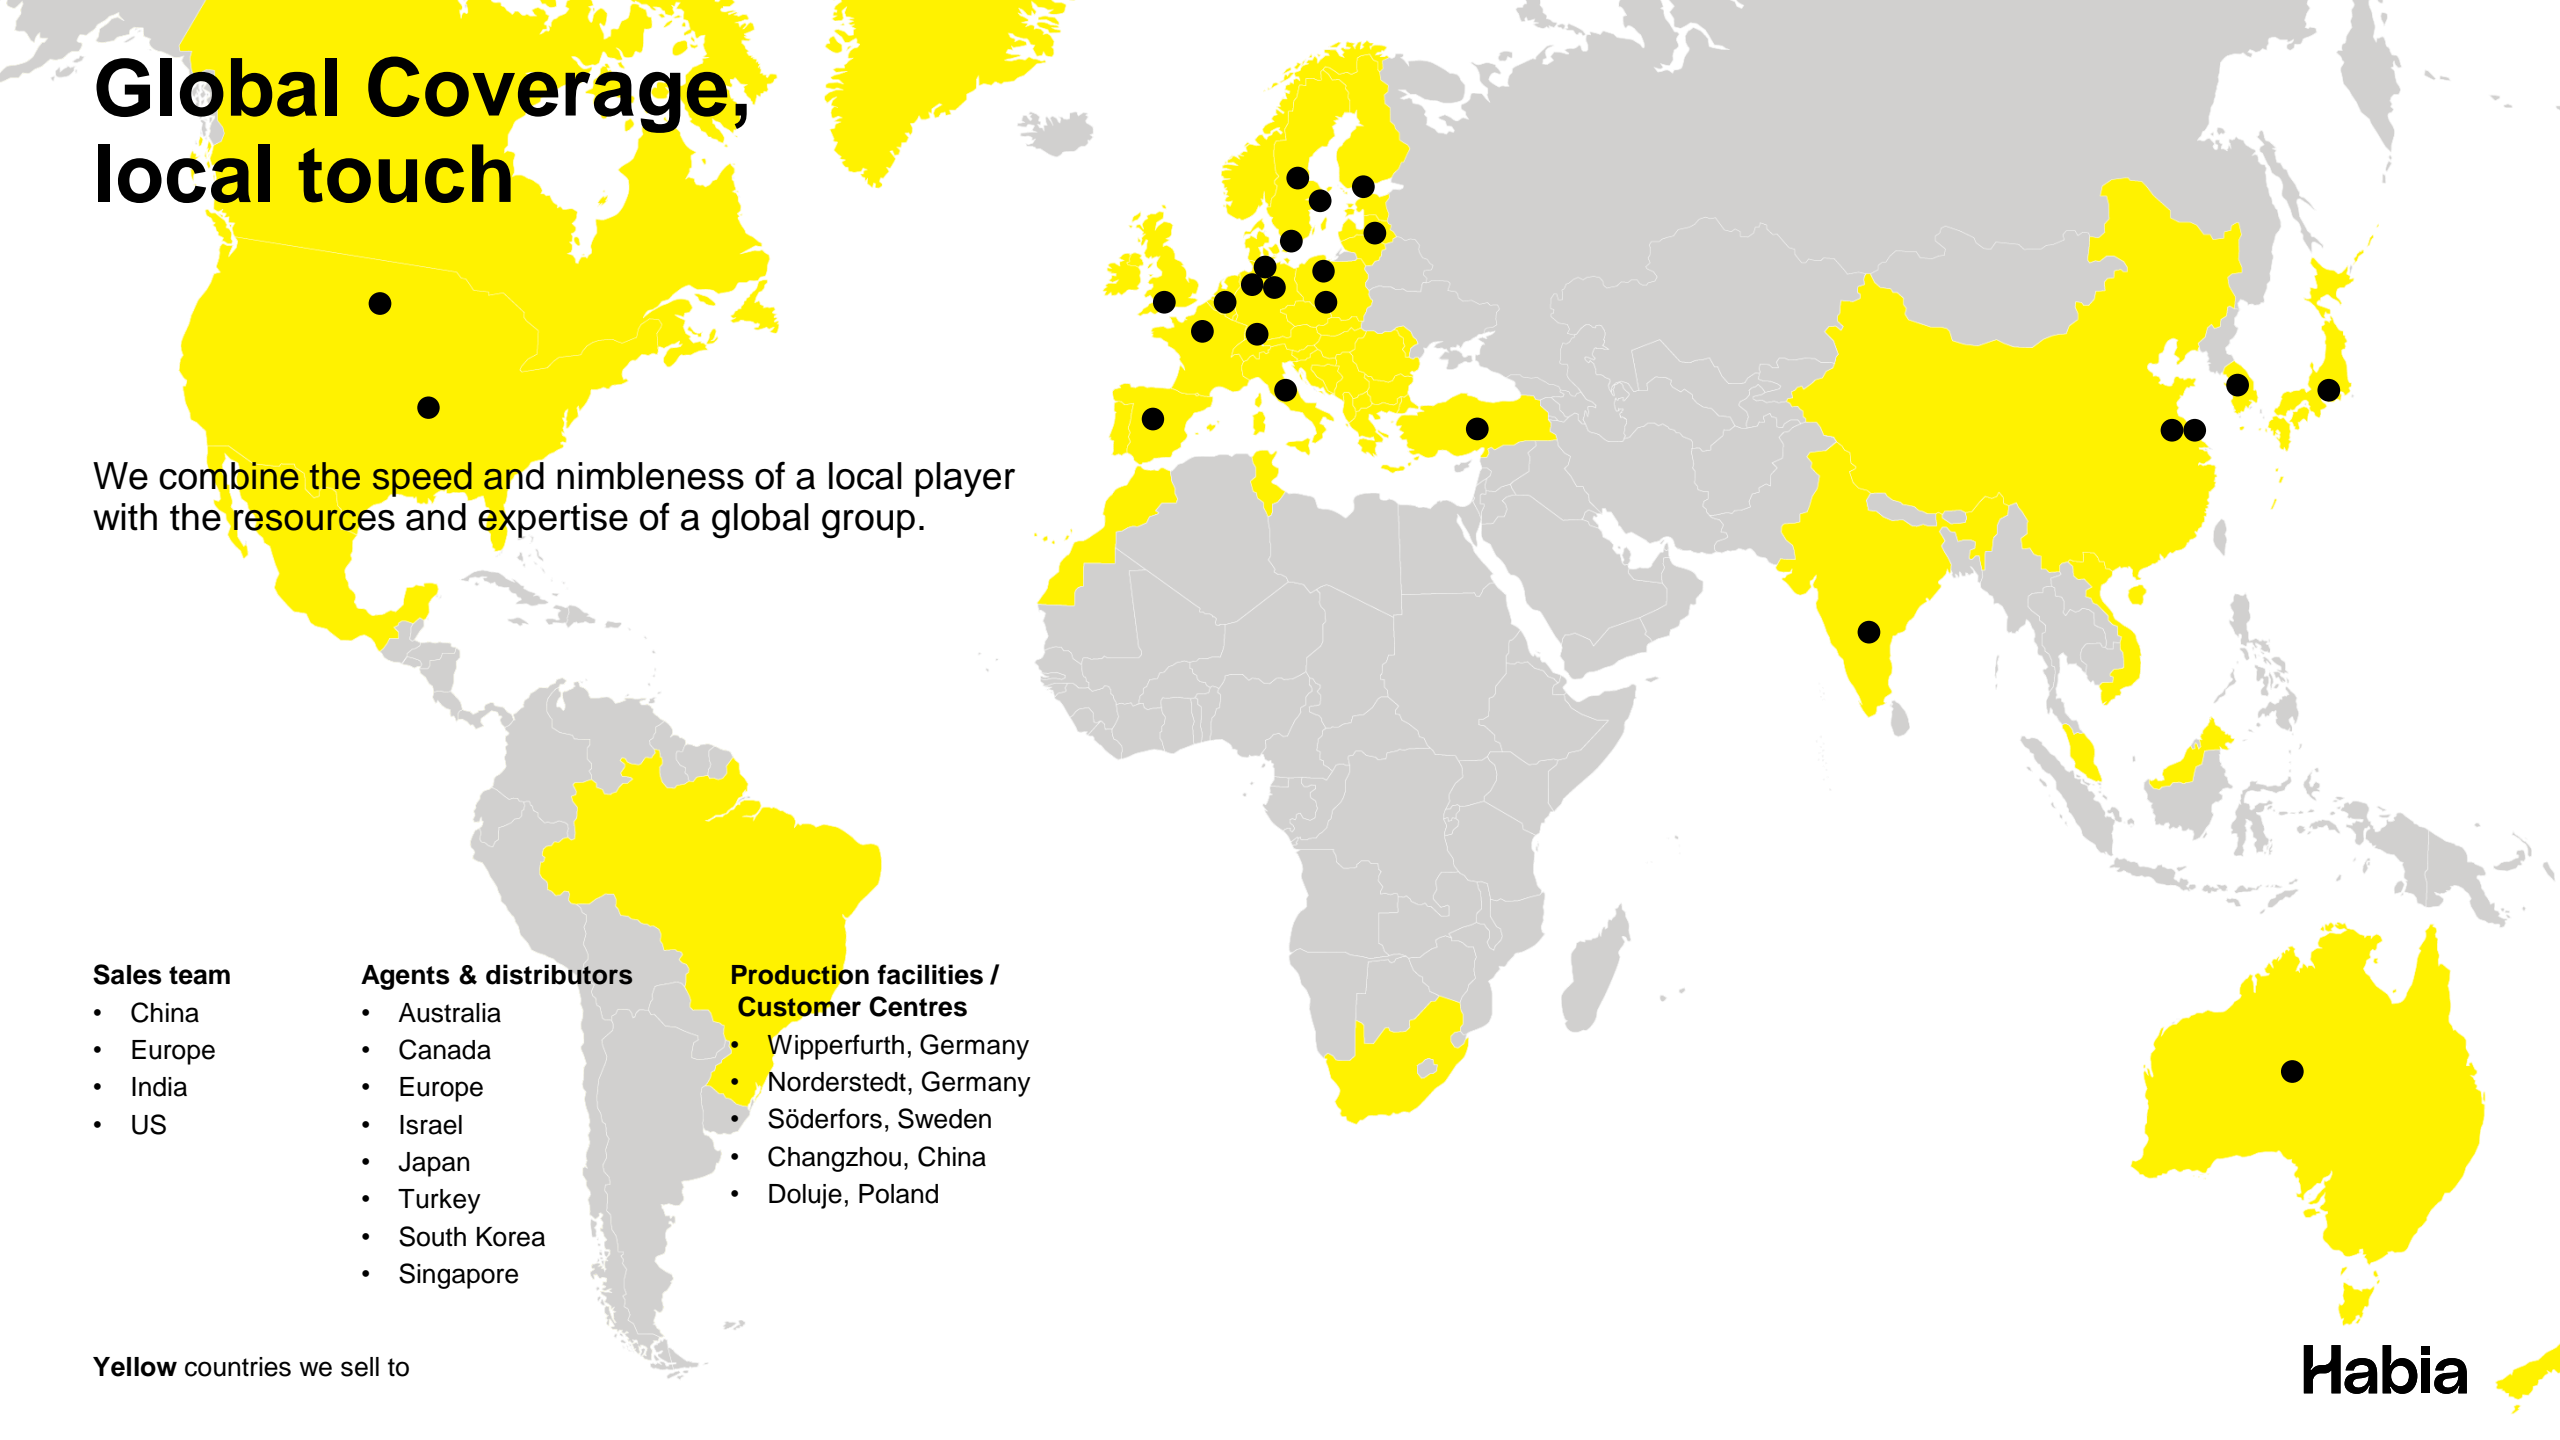 Global Coverage,
local touch
We combine the speed and nimbleness of a local player
with the resources and expertise of a global group.
Sales team
• China
• Europe
• India
• US
Agents & distributors
• Australia
• Canada
• Europe
• Israel
• Japan
• Turkey
• South Korea
• Singapore
Production facilities /
Customer Centres
• Wipperfurth, Germany
• Norderstedt, Germany
• Söderfors, Sweden
• Changzhou, China
• Doluje, Poland
Yellow countries we sell to
Habia